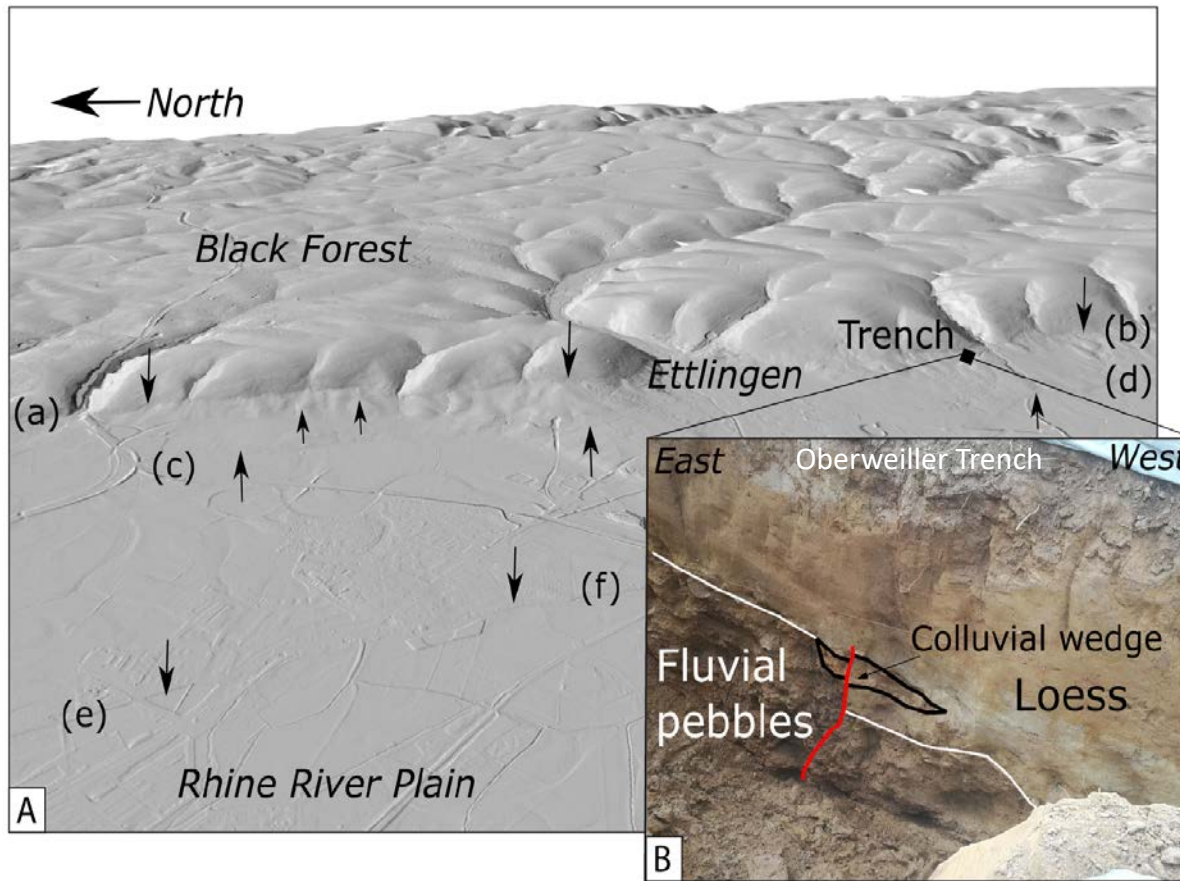 North
Black Forest
Trench
(b)
Ettlingen
(d)
(a)
(c)
(f)
(e)
Rhine River Plain
A
East
Oberweiller Trench
West
Colluvial wedge
Fluvial
pebbles
Loess
B